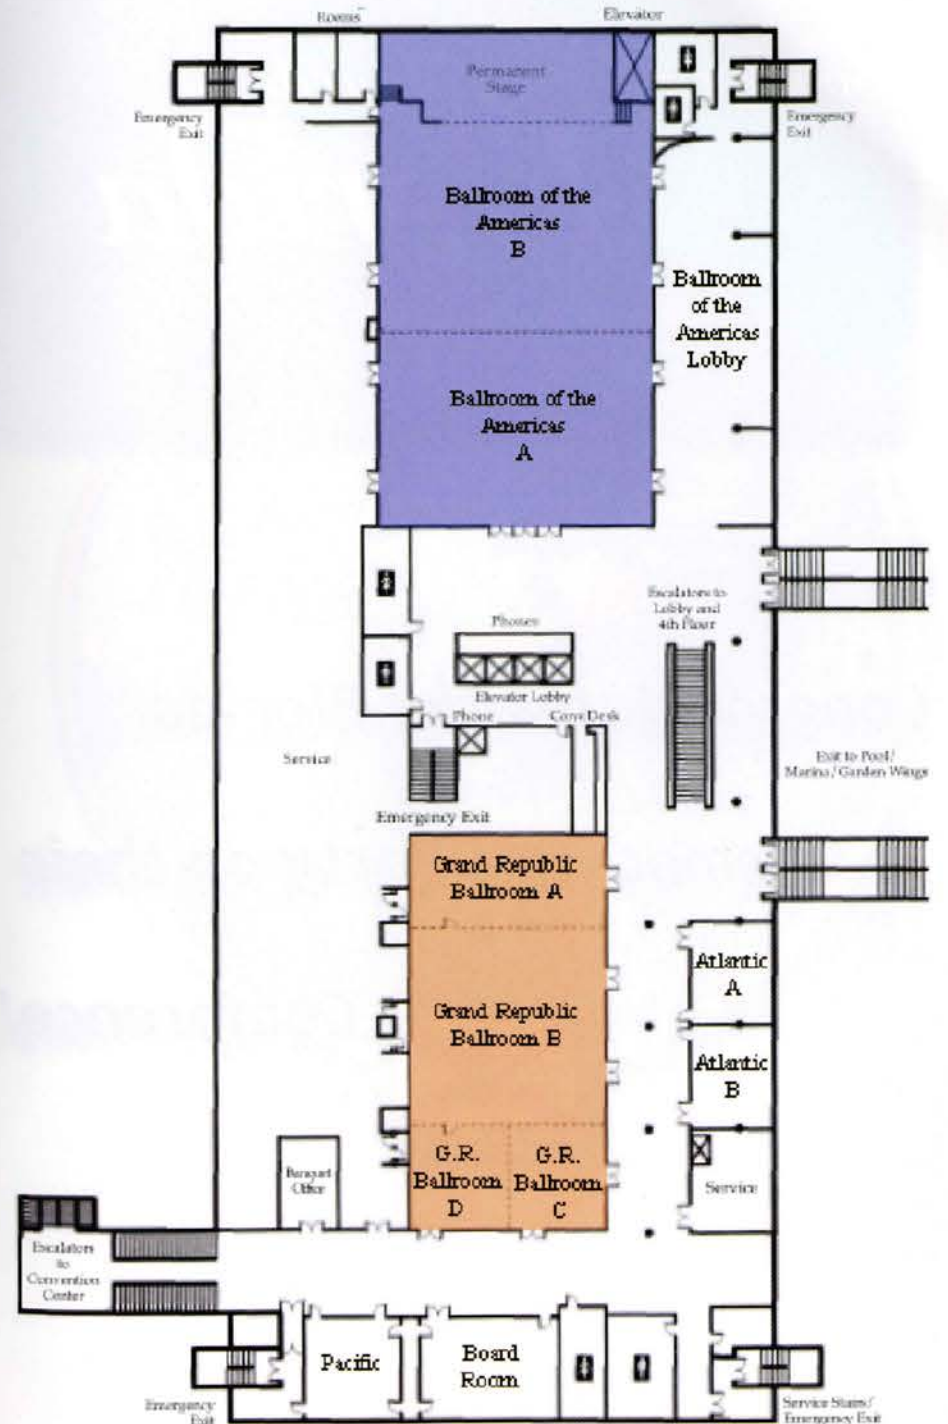 Rooms
Elevator
Permanent
Stage
Emergency
Exit
Emergency
Exit
Ballroom of the
Americas
B
Ballroom
of the
Americas
Lobby
Ballroom of the
Americas
A
Escalators to
Lobby and
4th Floor
Phones
Elevator Lobby
Phone
Conv. Desk
Service
Exit to Pool/
Marina/Garden Wings
Emergency Exit
Grand Republic
Ballroom A
Atlantic
A
Grand Republic
Ballroom B
Atlantic
B
G.R.
Ballroom
D
G.R.
Ballroom
C
Banquet
Office
Service
Escalators
to
Convention
Center
Pacific
Board
Room
Emergency
Exit
Service Stairs/
Emergency Exit